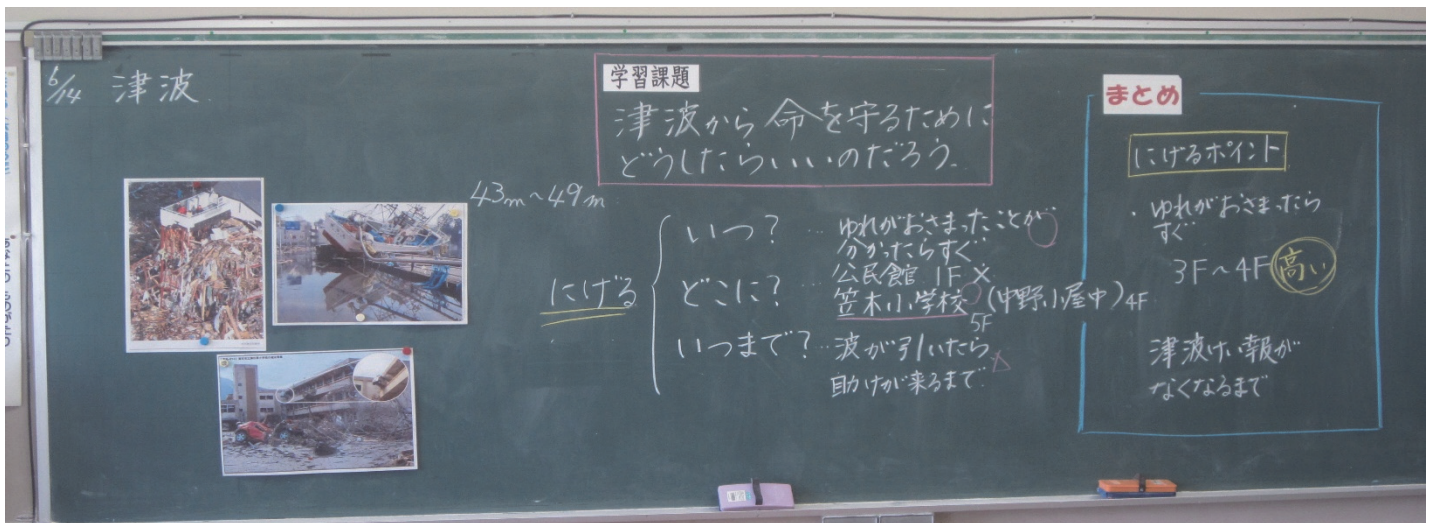 6/14 津波
学習課題
津波から命を守るために
どうしたらいいのだろう。
43m〜49m
にげる
いつ? … ゆれがおさまったことが
分かったらすぐ
どこに? … 公民館 1F ×
笠木小学校○(中野小屋中)4F
5F
いつまで? … 波が引いたら
助けが来るまで △
まとめ
にげるポイント
・ゆれがおさまったら
すぐ
3F〜4F 高い
津波けい報が
なくなるまで